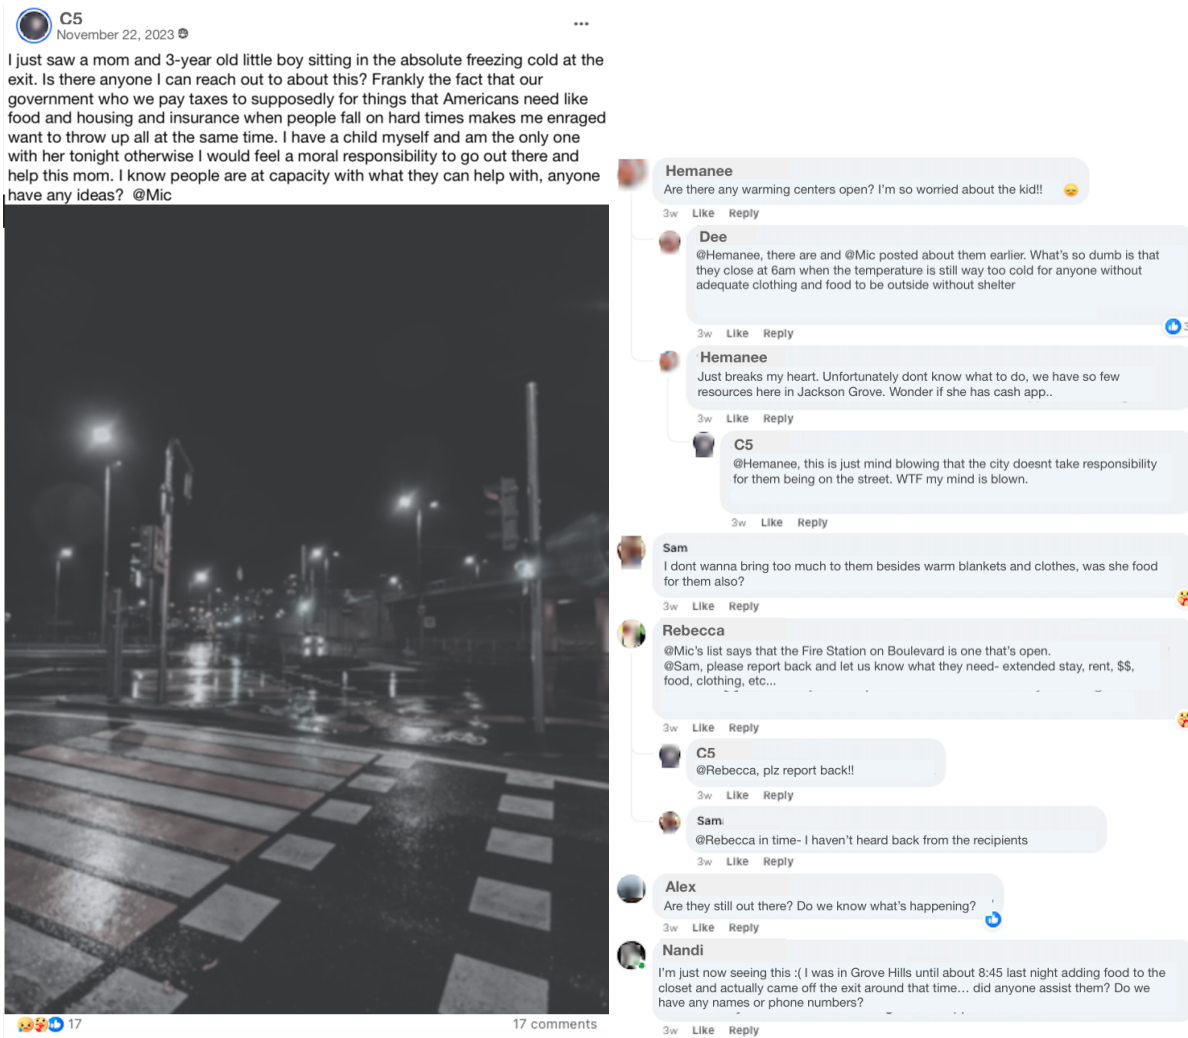 C5
November 22, 2023
I just saw a mom and 3-year old little boy sitting in the absolute freezing cold at the
exit. Is there anyone I can reach out to about this? Frankly the fact that our
government who we pay taxes to supposedly for things that Americans need like
food and housing and insurance when people fall on hard times makes me enraged
want to throw up all at the same time. I have a child myself and am the only one
with her tonight otherwise I would feel a moral responsibility to go out there and
help this mom. I know people are at capacity with what they can help with, anyone
have any ideas?  @Mic
17
17 comments
Hemanee
Are there any warming centers open? I'm so worried about the kid!! 😞
3w Like Reply
Dee
@Hemanee, there are and @Mic posted about them earlier. What's so dumb is that
they close at 6am when the temperature is still way too cold for anyone without
adequate clothing and food to be outside without shelter
3
3w Like Reply
Hemanee
Just breaks my heart. Unfortunately dont know what to do, we have so few
resources here in Jackson Grove. Wonder if she has cash app..
3w Like Reply
C5
@Hemanee, this is just mind blowing that the city doesnt take responsibility
for them being on the street. WTF my mind is blown.
3w Like Reply
Sam
I dont wanna bring too much to them besides warm blankets and clothes, was she food
for them also?
3w Like Reply
Rebecca
@Mic's list says that the Fire Station on Boulevard is one that's open.
@Sam, please report back and let us know what they need- extended stay, rent, $$,
food, clothing, etc...
3w Like Reply
C5
@Rebecca, plz report back!!
3w Like Reply
Sam
@Rebecca in time- I haven't heard back from the recipients
3w Like Reply
Alex
Are they still out there? Do we know what's happening?
3w Like Reply
Nandi
I'm just now seeing this :( I was in Grove Hills until about 8:45 last night adding food to the
closet and actually came off the exit around that time... did anyone assist them? Do we
have any names or phone numbers?
3w Like Reply